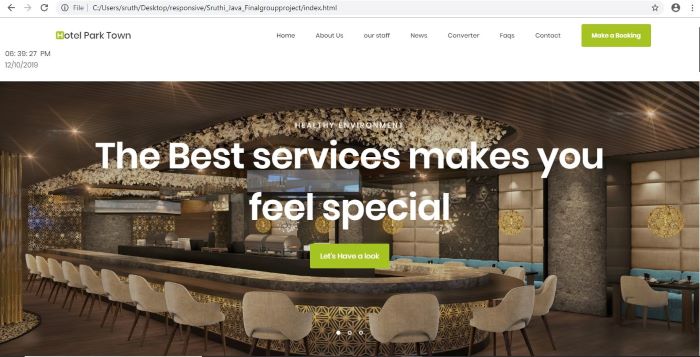 File | C:/Users/sruth/Desktop/responsive/Sruthi_Java_Finalgroupproject/index.html
Hotel Park Town
Home About Us our staff News Converter Faqs Contact Make a Booking
06: 39: 27 PM
12/10/2019
HEALTHY ENVIRONMENT
The Best services makes you
feel special
Let's Have a look